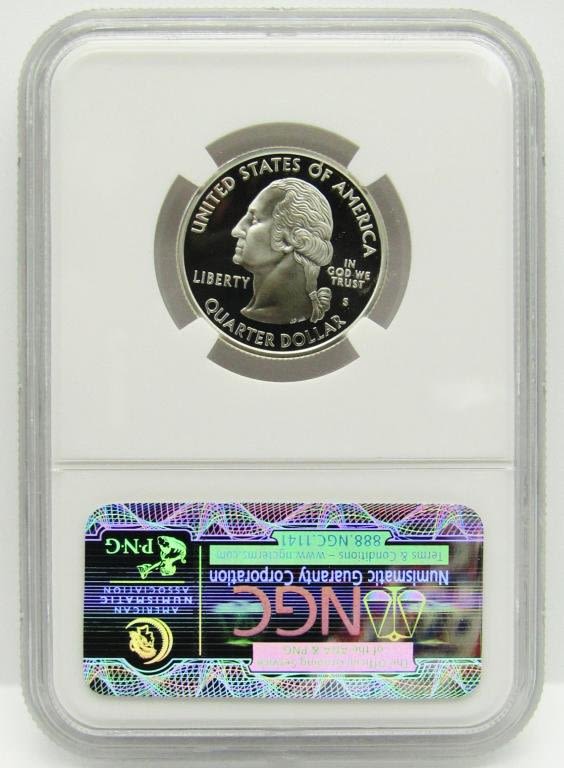 UNITED STATES OF AMERICA
LIBERTY
IN
GOD WE
TRUST
S
QUARTER DOLLAR
The Official Grading Service
of the ANA & PNG
NGC
Numismatic Guaranty Corporation
Terms & Conditions – www.ngcterms.com
888.NGC.1141
AMERICAN
NUMISMATIC
ASSOCIATION
P·N·G